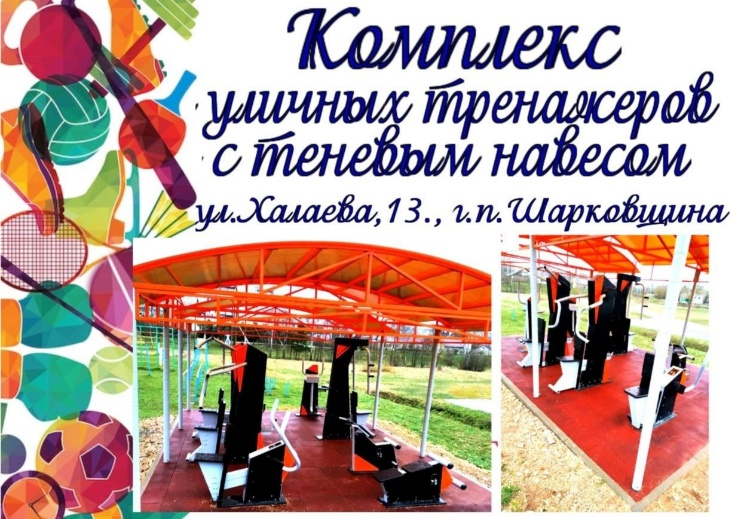 Комплекс
уличных тренажеров
с теневым навесом
ул.Халаева,13., г.п.Шарковщина